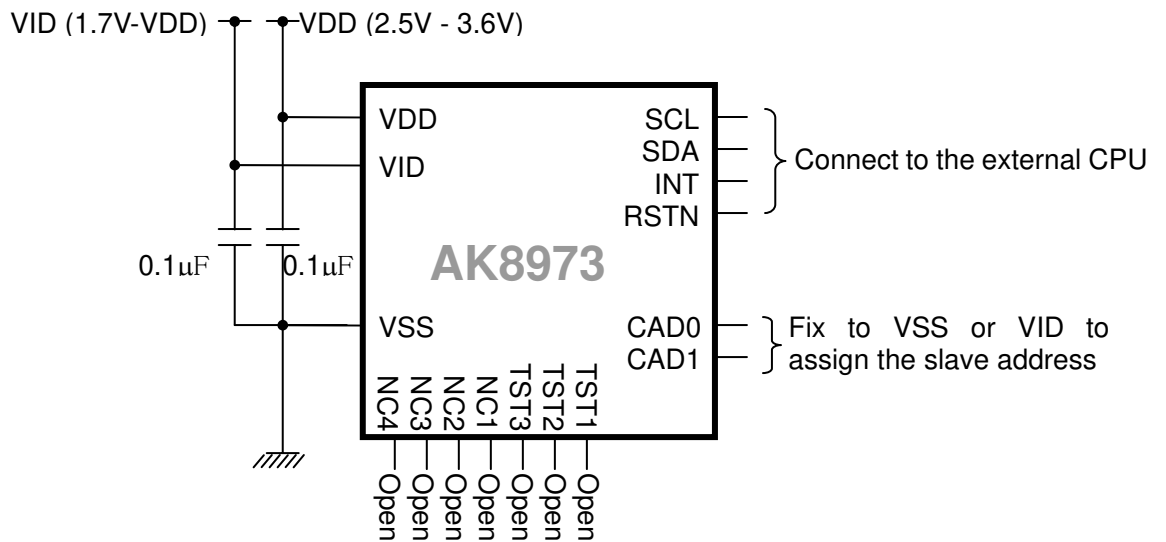 VID (1.7V-VDD)
VDD (2.5V - 3.6V)
VDD
VID
VSS
0.1μF
0.1μF
AK8973
SCL
SDA
INT
RSTN
Connect to the external CPU
CAD0
CAD1
Fix to VSS or VID to
assign the slave address
NC4
NC3
NC2
NC1
TST3
TST2
TST1
Open
Open
Open
Open
Open
Open
Open